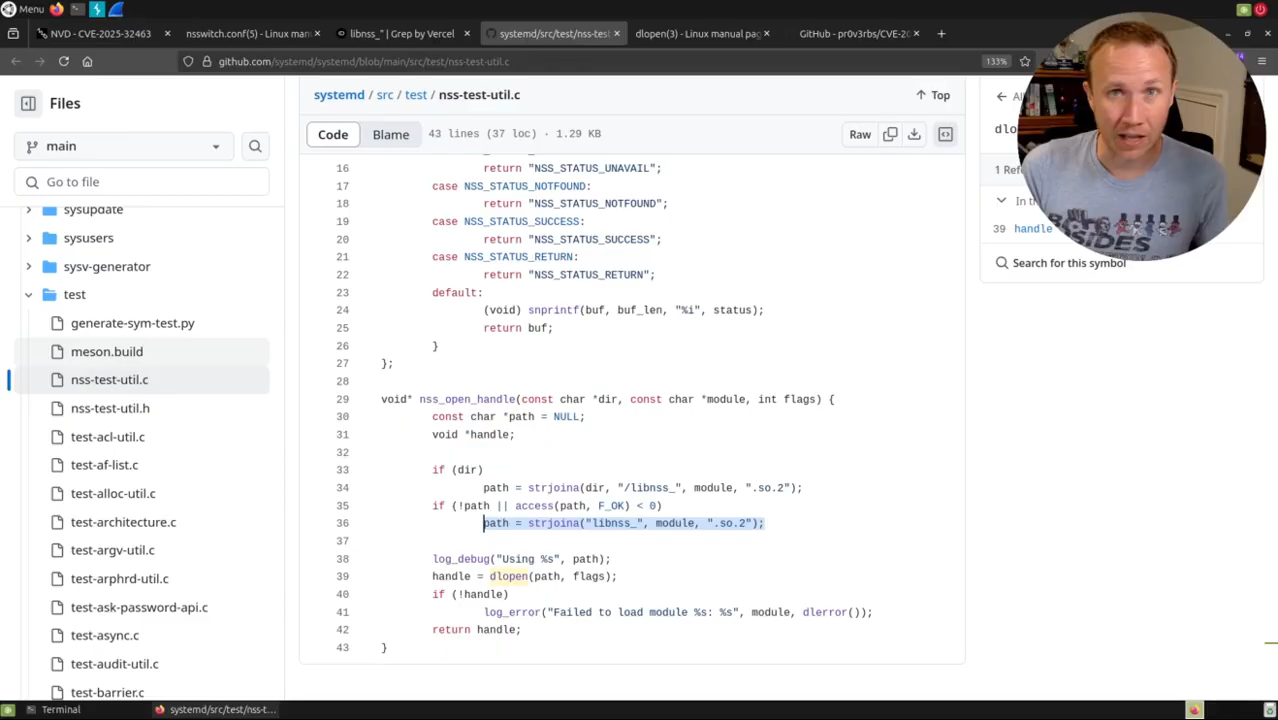 Menu
NVD - CVE-2025-32463
nsswitch.conf(5) - Linux man
libnss_" | Grep by Vercel
systemd/src/test/nss-test
dlopen(3) - Linux manual pag
GitHub - pr0v3rbs/CVE-20
github.com/systemd/systemd/blob/main/src/test/nss-test-util.c
133%
Files
main
Go to file
sysupdate
sysusers
sysv-generator
test
generate-sym-test.py
meson.build
nss-test-util.c
nss-test-util.h
test-acl-util.c
test-af-list.c
test-alloc-util.c
test-architecture.c
test-argv-util.c
test-arphrd-util.c
test-ask-password-api.c
test-async.c
test-audit-util.c
test-barrier.c
systemd / src / test / nss-test-util.c
Top
Code
Blame
43 lines (37 loc) · 1.29 KB
Raw
16 return "NSS_STATUS_UNAVAIL";
17 case NSS_STATUS_NOTFOUND:
18 return "NSS_STATUS_NOTFOUND";
19 case NSS_STATUS_SUCCESS:
20 return "NSS_STATUS_SUCCESS";
21 case NSS_STATUS_RETURN:
22 return "NSS_STATUS_RETURN";
23 default:
24 (void) snprintf(buf, buf_len, "%i", status);
25 return buf;
26 }
27 };
28
29 void* nss_open_handle(const char *dir, const char *module, int flags) {
30 const char *path = NULL;
31 void *handle;
32
33 if (dir)
34 path = strjoina(dir, "/libnss_", module, ".so.2");
35 if (!path || access(path, F_OK) < 0)
36 path = strjoina("libnss_", module, ".so.2");
37
38 log_debug("Using %s", path);
39 handle = dlopen(path, flags);
40 if (!handle)
41 log_error("Failed to load module %s: %s", module, dlerror());
42 return handle;
43 }
dlo
1 Ref
In th
39 handle
Search for this symbol
SIDES
Terminal
systemd/src/test/nss-t...